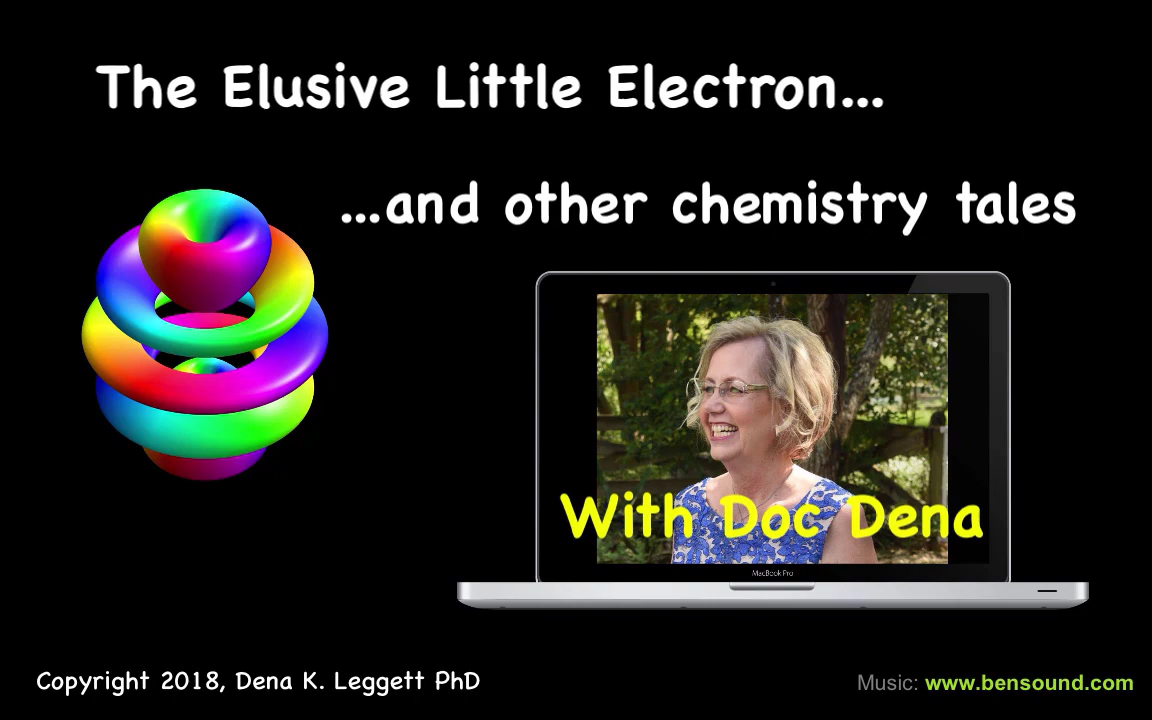 The Elusive Little Electron...
...and other chemistry tales
With Doc Dena
MacBook Pro
Copyright 2018, Dena K. Leggett PhD
Music: www.bensound.com